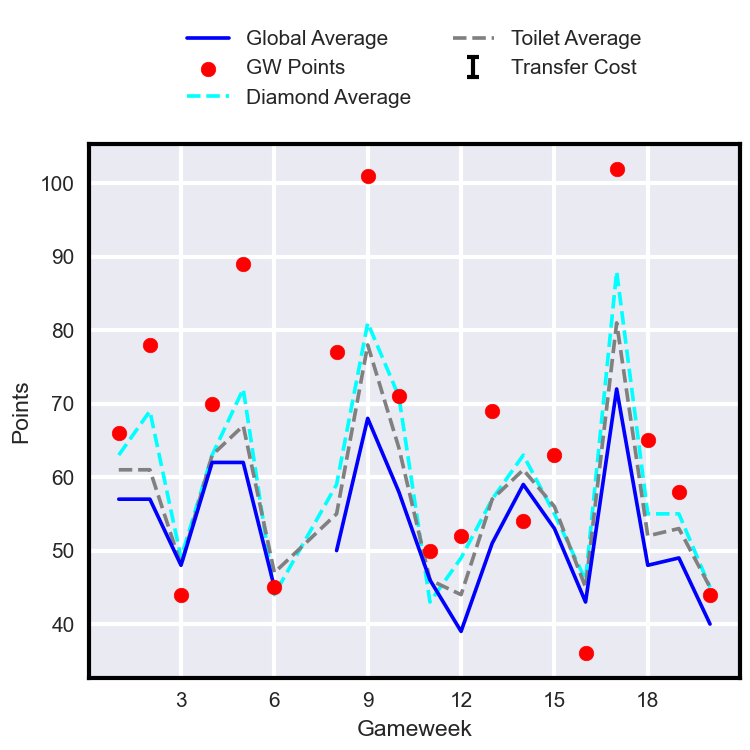 Global Average
GW Points
Diamond Average
Toilet Average
Transfer Cost
100
90
80
70
60
50
40
Points
3 6 9 12 15 18
Gameweek